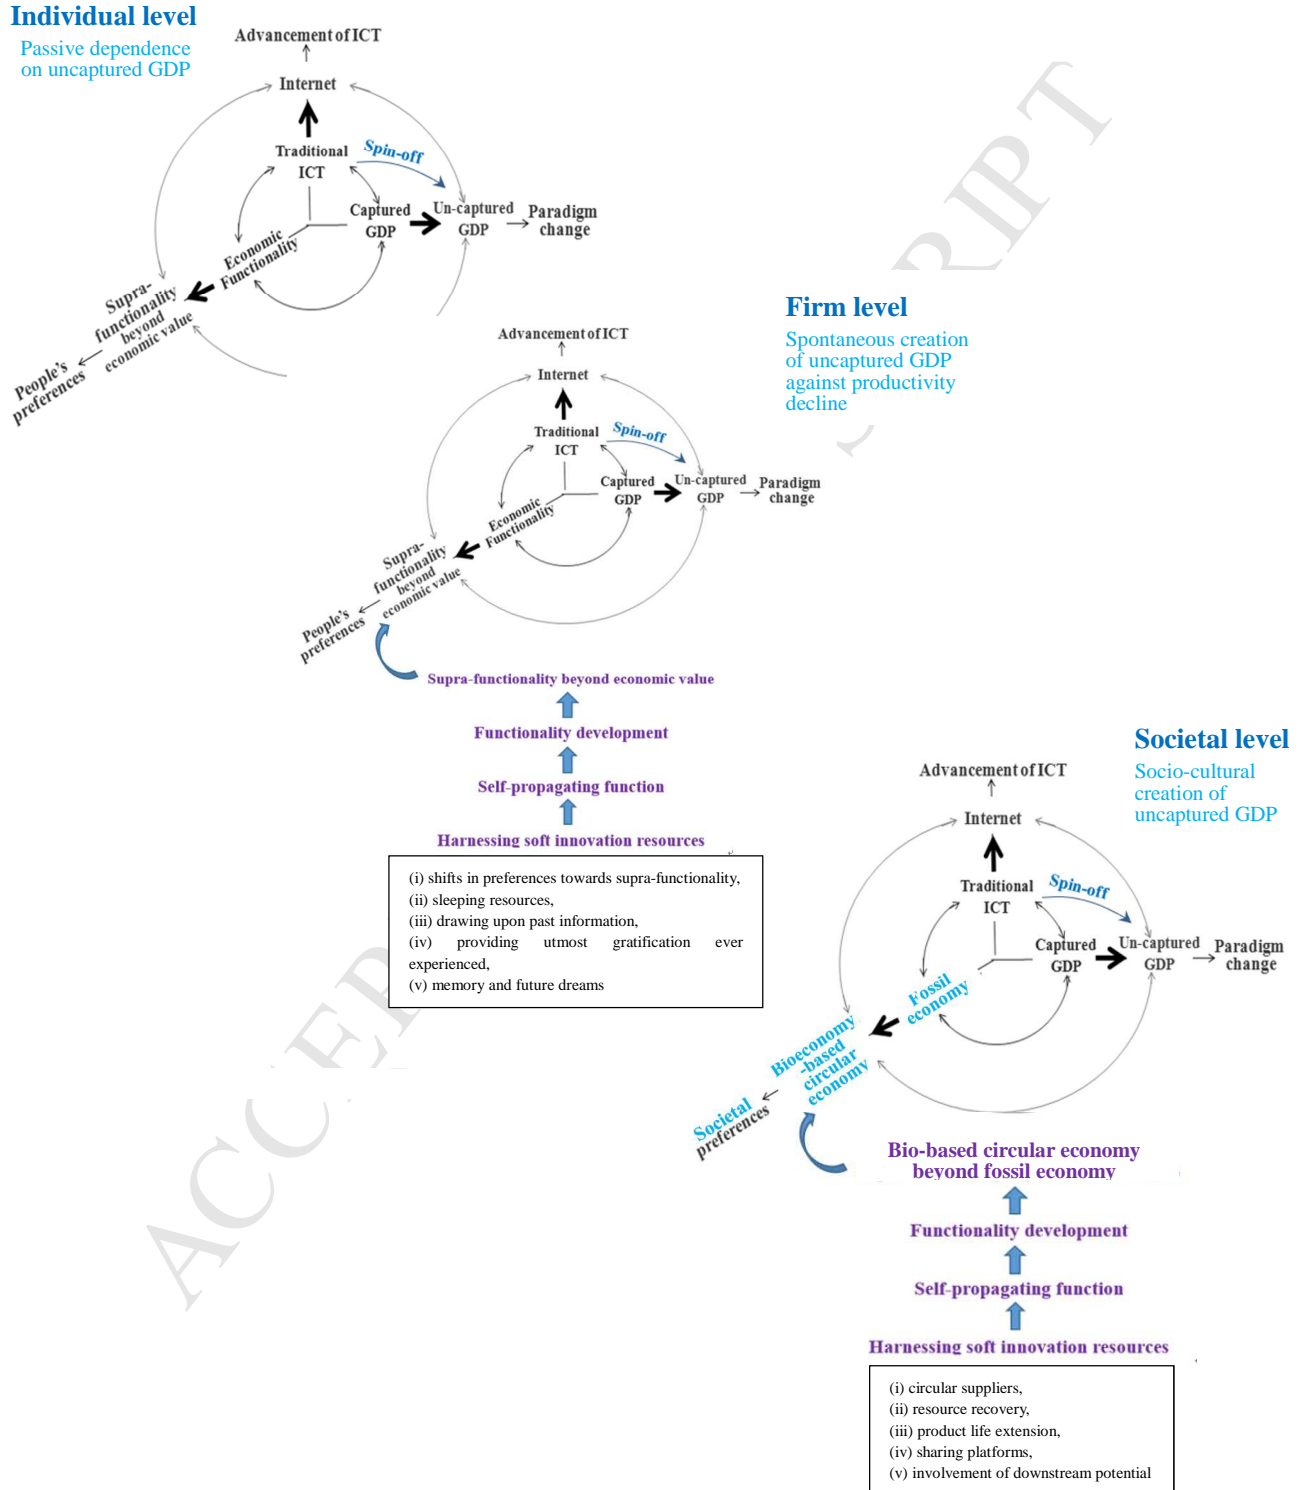 Individual level
Passive dependence
on uncaptured GDP
Advancement of ICT
Internet
Traditional
ICT
Spin-off
Captured
GDP
Un-captured
GDP
Paradigm
change
Economic
Functionality
Supra-
functionality
beyond
economic value
People's
preferences
Firm level
Spontaneous creation
of uncaptured GDP
against productivity
decline
Advancement of ICT
Internet
Traditional
ICT
Spin-off
Captured
GDP
Un-captured
GDP
Paradigm
change
Economic
Functionality
Supra-
functionality
beyond
economic value
People's
preferences
Supra-functionality beyond economic value
Functionality development
Self-propagating function
Harnessing soft innovation resources
(i) shifts in preferences towards supra-functionality,
(ii) sleeping resources,
(iii) drawing upon past information,
(iv) providing utmost gratification ever
experienced,
(v) memory and future dreams
Societal level
Socio-cultural
creation of
uncaptured GDP
Advancement of ICT
Internet
Traditional
ICT
Spin-off
Captured
GDP
Un-captured
GDP
Paradigm
change
Fossil
economy
Bioeconomy
-based
circular
economy
Societal
preferences
Bio-based circular economy
beyond fossil economy
Functionality development
Self-propagating function
Harnessing soft innovation resources
(i) circular suppliers,
(ii) resource recovery,
(iii) product life extension,
(iv) sharing platforms,
(v) involvement of downstream potential